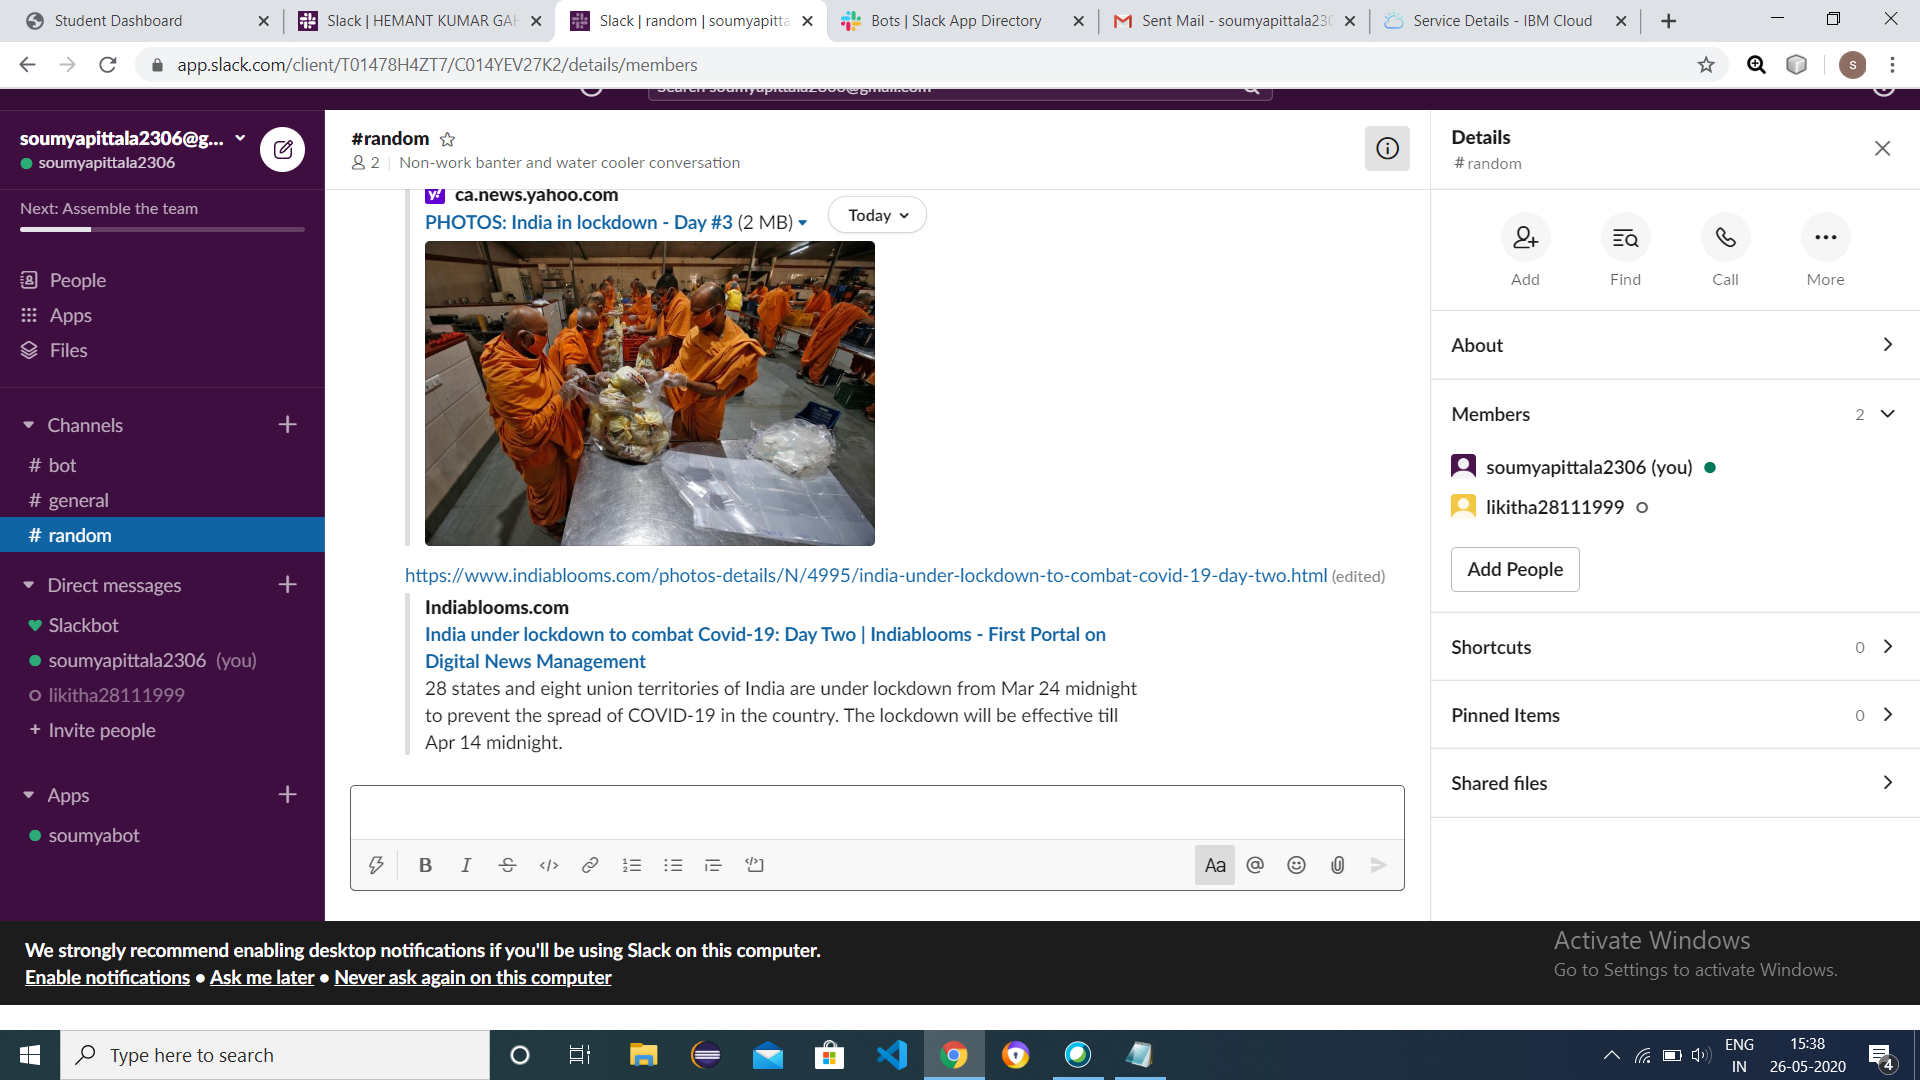 Student Dashboard
Slack | HEMANT KUMAR GAH
Slack | random | soumyapitta
Bots | Slack App Directory
Sent Mail - soumyapittala230
Service Details - IBM Cloud
app.slack.com/client/T01478H4ZT7/C014YEV27K2/details/members
S
Search soumyapittala2306@gmail.com
soumyapittala2306@g...
soumyapittala2306
Next: Assemble the team
People
Apps
Files
Channels
# bot
# general
# random
Direct messages
Slackbot
soumyapittala2306 (you)
likitha28111999
+ Invite people
Apps
soumyabot
#random
2 | Non-work banter and water cooler conversation
ca.news.yahoo.com
PHOTOS: India in lockdown - Day #3 (2 MB)
Today
https://www.indiablooms.com/photos-details/N/4995/india-under-lockdown-to-combat-covid-19-day-two.html (edited)
Indiablooms.com
India under lockdown to combat Covid-19: Day Two | Indiablooms - First Portal on
Digital News Management
28 states and eight union territories of India are under lockdown from Mar 24 midnight
to prevent the spread of COVID-19 in the country. The lockdown will be effective till
Apr 14 midnight.
B I S </> Aa @
Details
# random
Add
Find
Call
More
About
Members 2
soumyapittala2306 (you)
likitha28111999
Add People
Shortcuts 0
Pinned Items 0
Shared files
We strongly recommend enabling desktop notifications if you'll be using Slack on this computer.
Enable notifications • Ask me later • Never ask again on this computer
Activate Windows
Go to Settings to activate Windows.
Type here to search
ENG
IN
15:38
26-05-2020
4